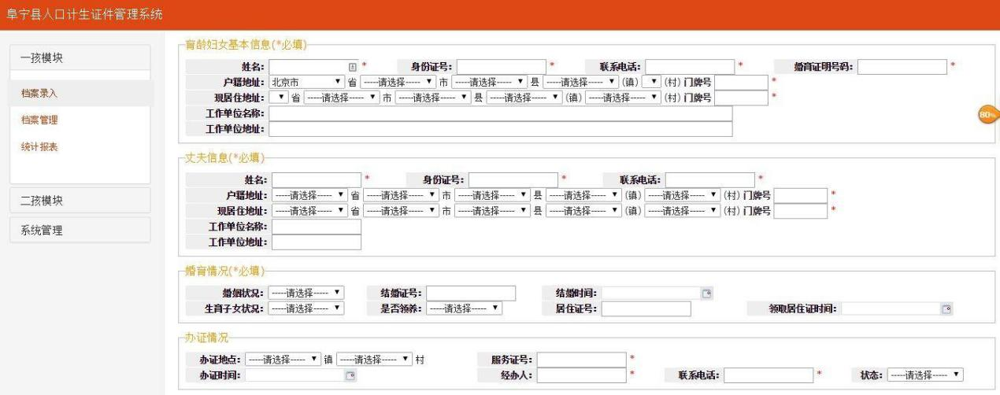 阜宁县人口计生证件管理系统
一孩模块
档案录入
档案管理
统计报表
二孩模块
系统管理
育龄妇女基本信息(*必填)
姓名: * 身份证号: * 联系电话: * 婚育证明号码: *
户籍地址: 北京市 省 -----请选择----- 市 -----请选择----- 县 -----请选择----- (镇) (村) 门牌号 *
现居住地址: 省 -----请选择----- 市 -----请选择----- 县 -----请选择----- (镇) -----请选择----- (村) 门牌号 *
工作单位名称:
工作单位地址:
80%
丈夫信息(*必填)
姓名: * 身份证号: * 联系电话: *
户籍地址: -----请选择----- 省 -----请选择----- 市 -----请选择----- 县 -----请选择----- (镇) -----请选择----- (村) 门牌号 *
现居住地址: -----请选择----- 省 -----请选择----- 市 -----请选择----- 县 -----请选择----- (镇) -----请选择----- (村) 门牌号 *
工作单位名称:
工作单位地址:
婚育情况(*必填)
婚姻状况: -----请选择----- 结婚证号: 结婚时间:
生育子女状况: -----请选择----- 是否领养: -----请选择----- 居住证号: 领取居住证时间:
办证情况
办证地点: -----请选择----- 镇 -----请选择----- 村 服务证号: *
办证时间: 经办人: * 联系电话: * 状态: -----请选择-----